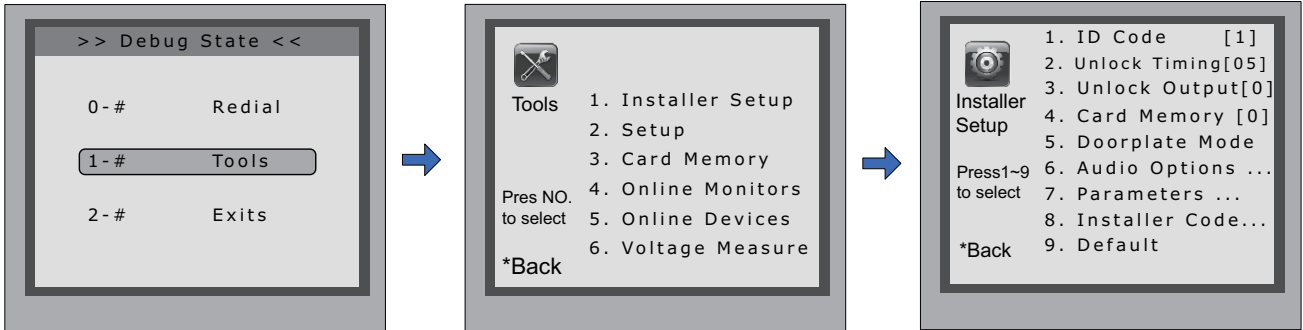 >> Debug State <<
0-# Redial
1-# Tools
2-# Exits
Tools
1. Installer Setup
2. Setup
3. Card Memory
4. Online Monitors
5. Online Devices
6. Voltage Measure
Pres NO.
to select
*Back
Installer
Setup
Press1~9
to select
*Back
1. ID Code [1]
2. Unlock Timing[05]
3. Unlock Output[0]
4. Card Memory [0]
5. Doorplate Mode
6. Audio Options ...
7. Parameters ...
8. Installer Code...
9. Default